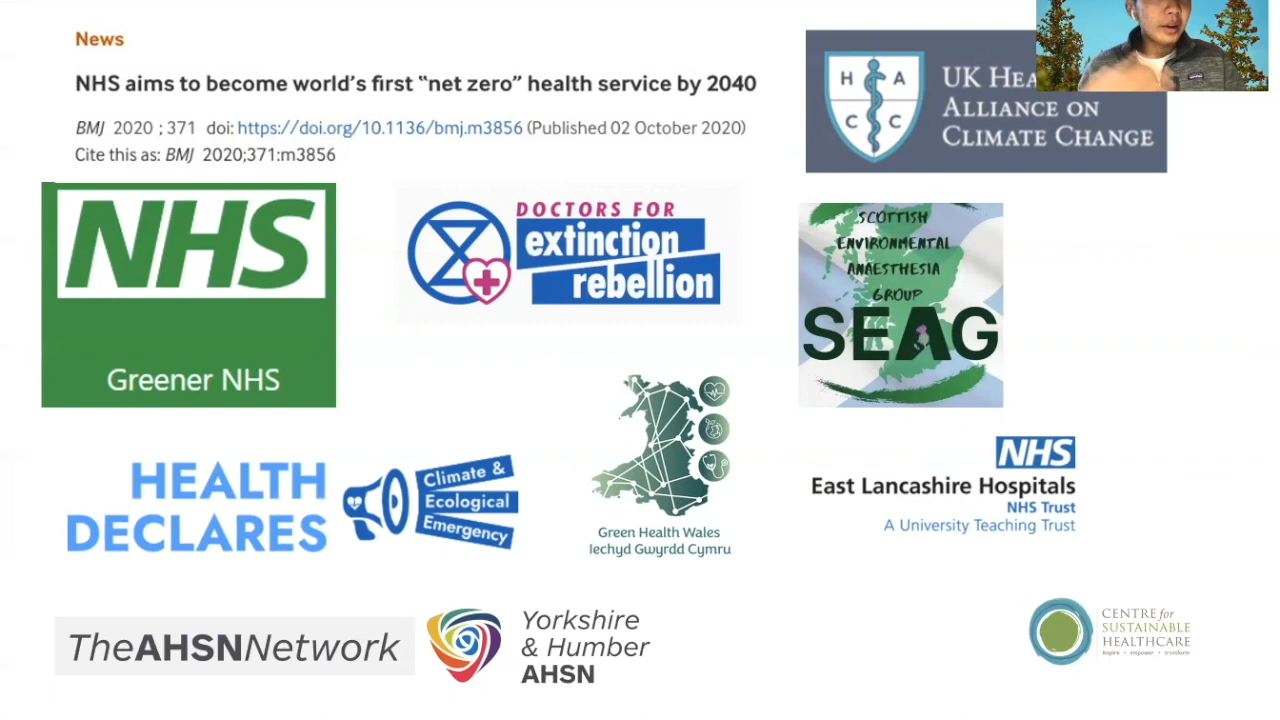 News
NHS aims to become world's first "net zero" health service by 2040
BMJ 2020 ; 371 doi: https://doi.org/10.1136/bmj.m3856 (Published 02 October 2020)
Cite this as: BMJ 2020;371:m3856
H A
C C
UK
ALLIANCE ON
CLIMATE CHANGE
NHS
Greener NHS
DOCTORS FOR
extinction
rebellion
SCOTTISH
ENVIRONMENTAL
ANAESTHESIA
GROUP
SEAG
HEALTH
DECLARES
Climate &
Ecological
Emergency
Green Health Wales
Iechyd Gwyrdd Cymru
NHS
East Lancashire Hospitals
NHS Trust
A University Teaching Trust
TheAHSNNetwork
Yorkshire
& Humber
AHSN
CENTRE for
SUSTAINABLE
HEALTHCARE
inspire • empower • transform